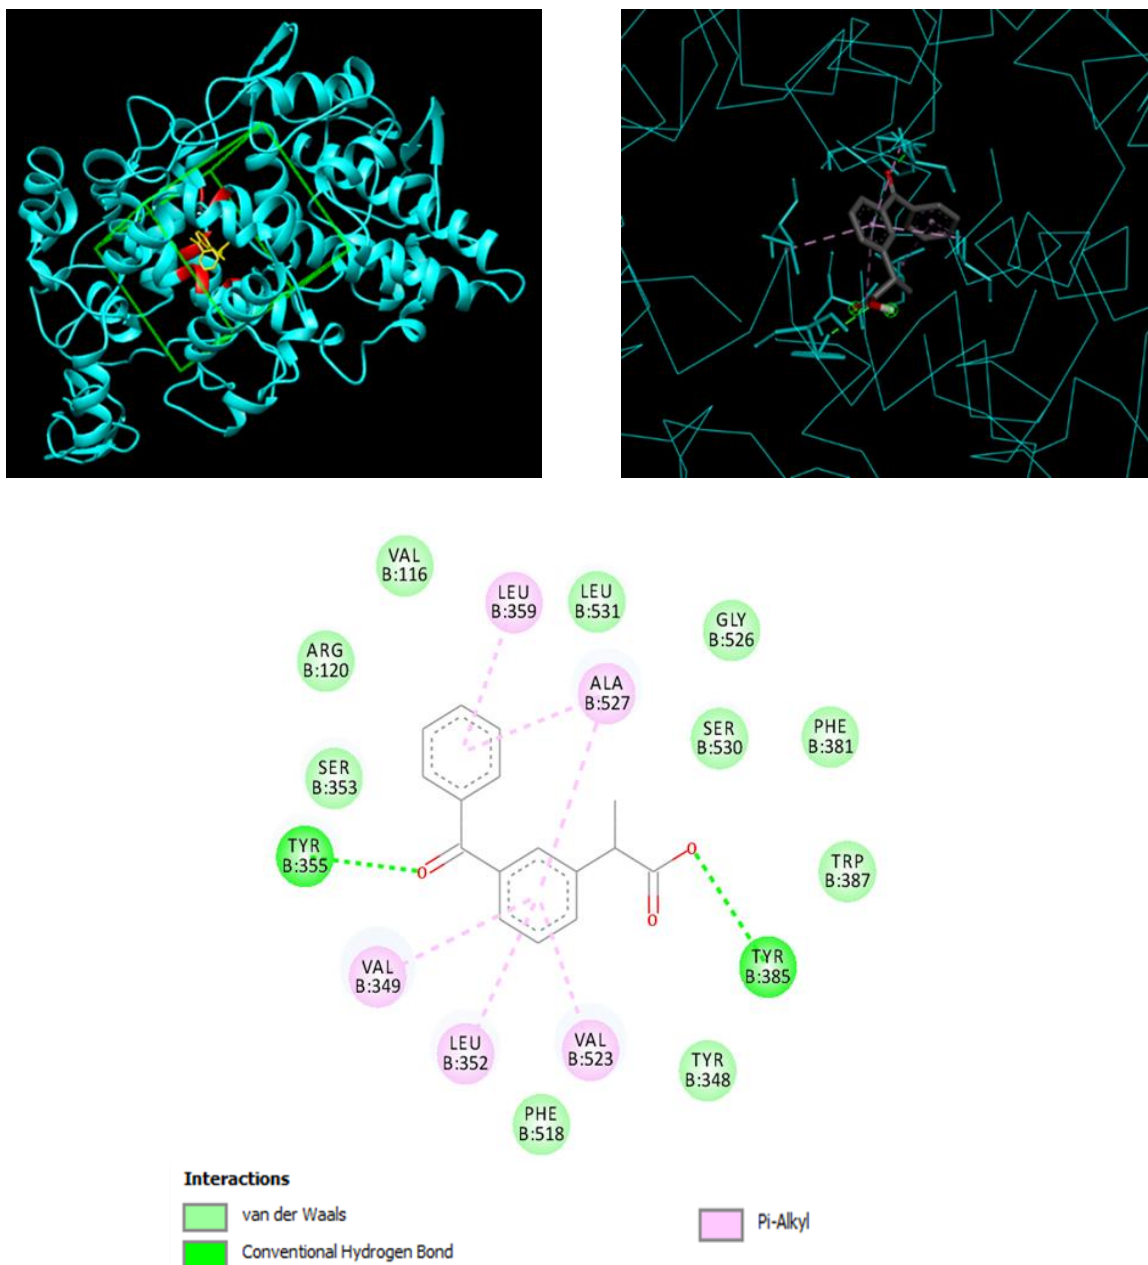 VAL
B:116
LEU
B:359
LEU
B:531
GLY
B:526
ARG
B:120
ALA
B:527
SER
B:530
PHE
B:381
SER
B:353
TYR
B:355
O
O
O
TRP
B:387
VAL
B:349
TYR
B:385
LEU
B:352
VAL
B:523
TYR
B:348
PHE
B:518
Interactions
van der Waals
Conventional Hydrogen Bond
Pi-Alkyl